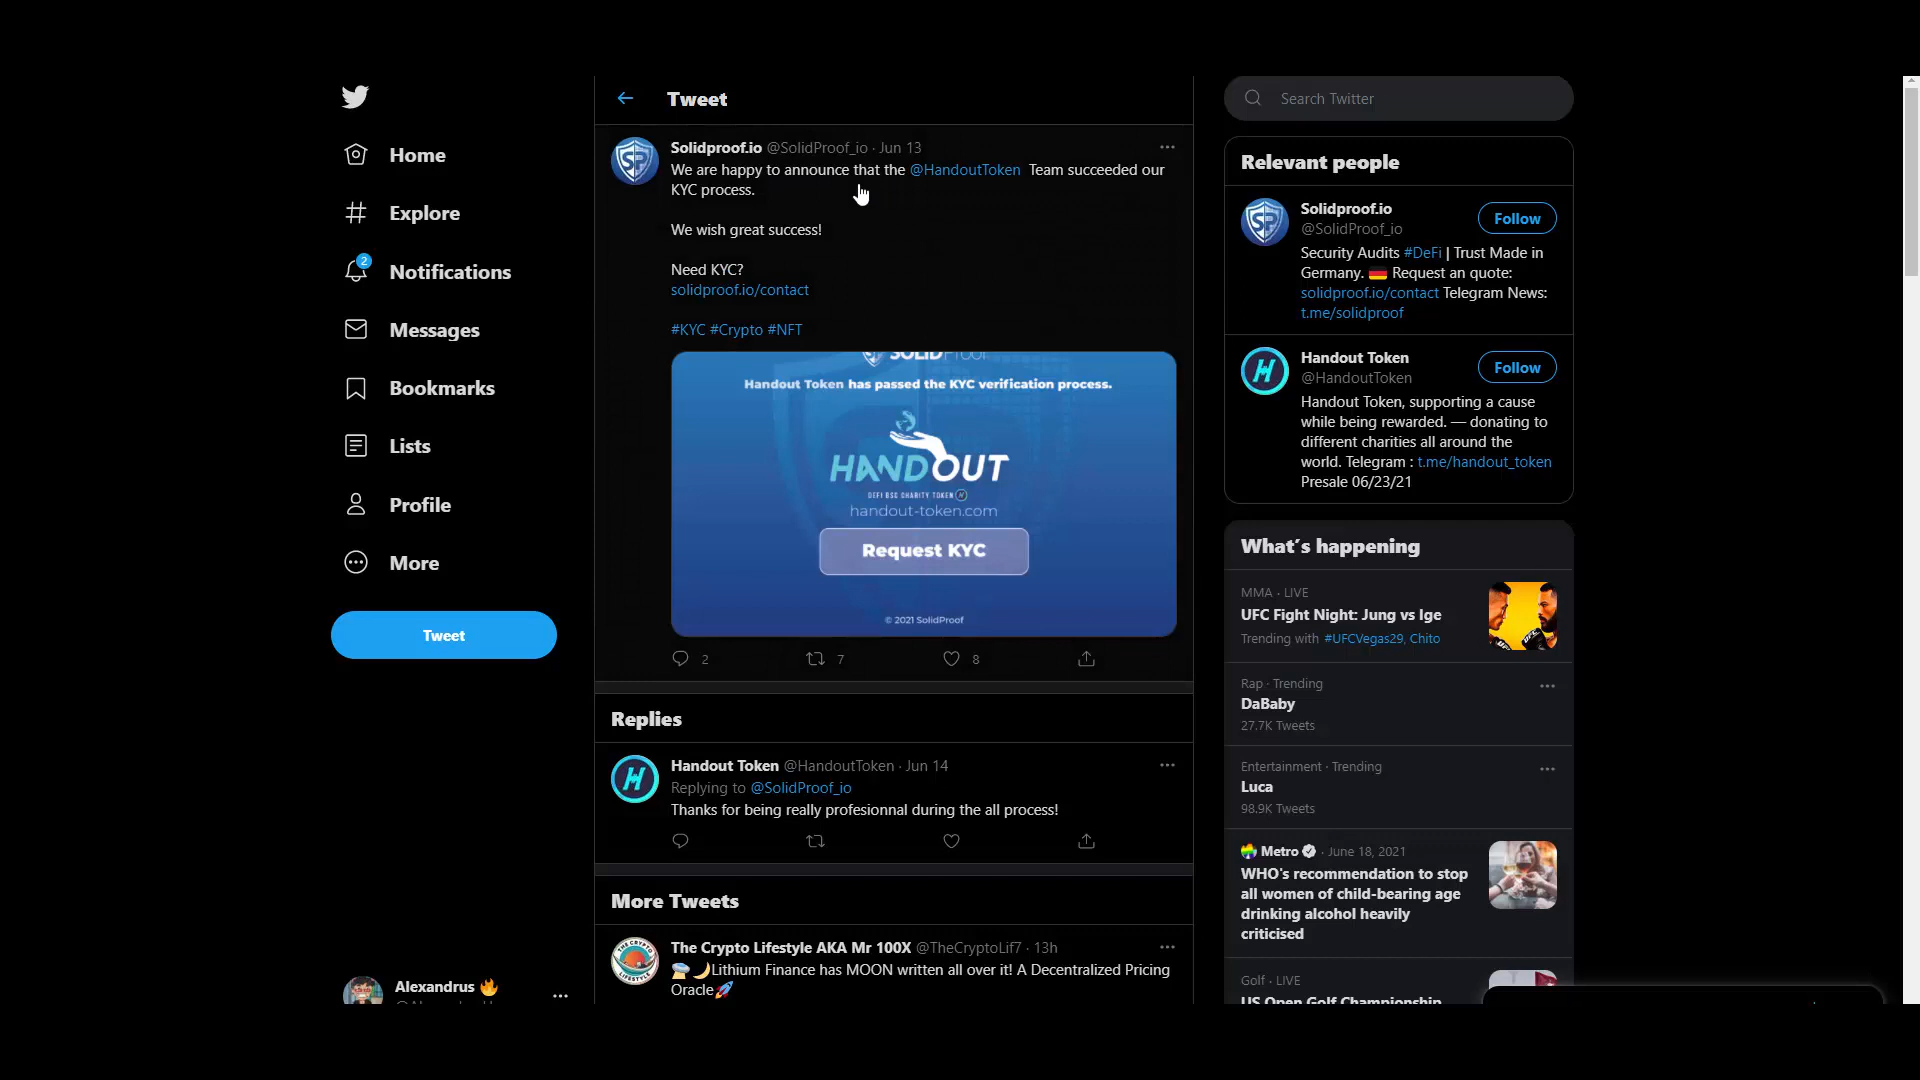 Home
Explore
2
Notifications
Messages
Bookmarks
Lists
Profile
More
Tweet
Alexandrus 🔥
Tweet
Solidproof.io @SolidProof_io · Jun 13
We are happy to announce that the @HandoutToken Team succeeded our
KYC process.
We wish great success!
Need KYC?
solidproof.io/contact
#KYC #Crypto #NFT
SOLIDProof
Handout Token has passed the KYC verification process.
HANDOUT
DEFI BSC CHARITY TOKEN
handout-token.com
Request KYC
© 2021 SolidProof
2 7 8
Replies
Handout Token @HandoutToken · Jun 14
Replying to @SolidProof_io
Thanks for being really profesionnal during the all process!
More Tweets
THE CRYPTO
LIFESTYLE
The Crypto Lifestyle AKA Mr 100X @TheCryptoLif7 · 13h
Lithium Finance has MOON written all over it! A Decentralized Pricing
Oracle🚀
Search Twitter
Relevant people
Solidproof.io
Follow
@SolidProof_io
Security Audits #DeFi | Trust Made in
Germany. 🇩🇪 Request an quote:
solidproof.io/contact Telegram News:
t.me/solidproof
Handout Token
Follow
@HandoutToken
Handout Token, supporting a cause
while being rewarded. — donating to
different charities all around the
world. Telegram : t.me/handout_token
Presale 06/23/21
What's happening
MMA · LIVE
UFC Fight Night: Jung vs Ige
Trending with #UFCVegas29, Chito
Rap · Trending
DaBaby
27.7K Tweets
Entertainment · Trending
Luca
98.9K Tweets
Metro · June 18, 2021
WHO's recommendation to stop
all women of child-bearing age
drinking alcohol heavily
criticised
Golf · LIVE
US Open Golf Championship